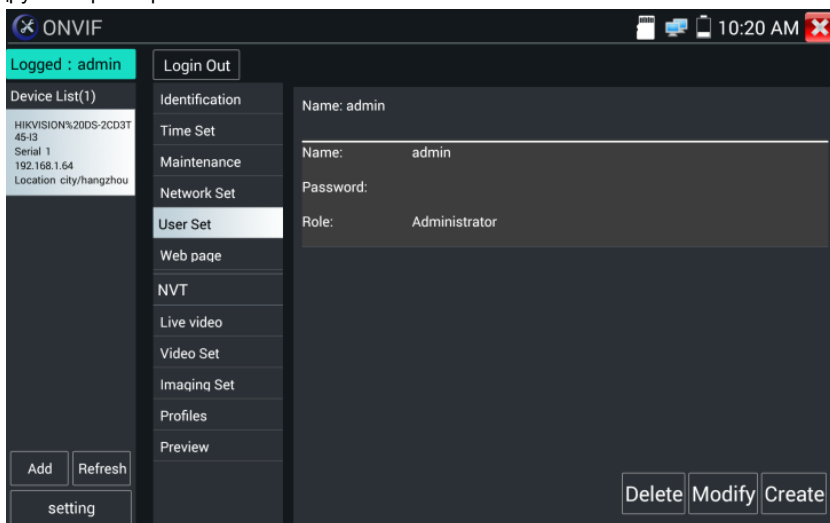 ONVIF
10:20 AM
Logged : admin
Login Out
Device List(1)
HIKVISION%20DS-2CD3T
45-I3
Serial 1
192.168.1.64
Location city/hangzhou
Add
Refresh
setting
Identification
Time Set
Maintenance
Network Set
User Set
Web page
NVT
Live video
Video Set
Imaging Set
Profiles
Preview
Name: admin
Name: admin
Password:
Role: Administrator
Delete
Modify
Create